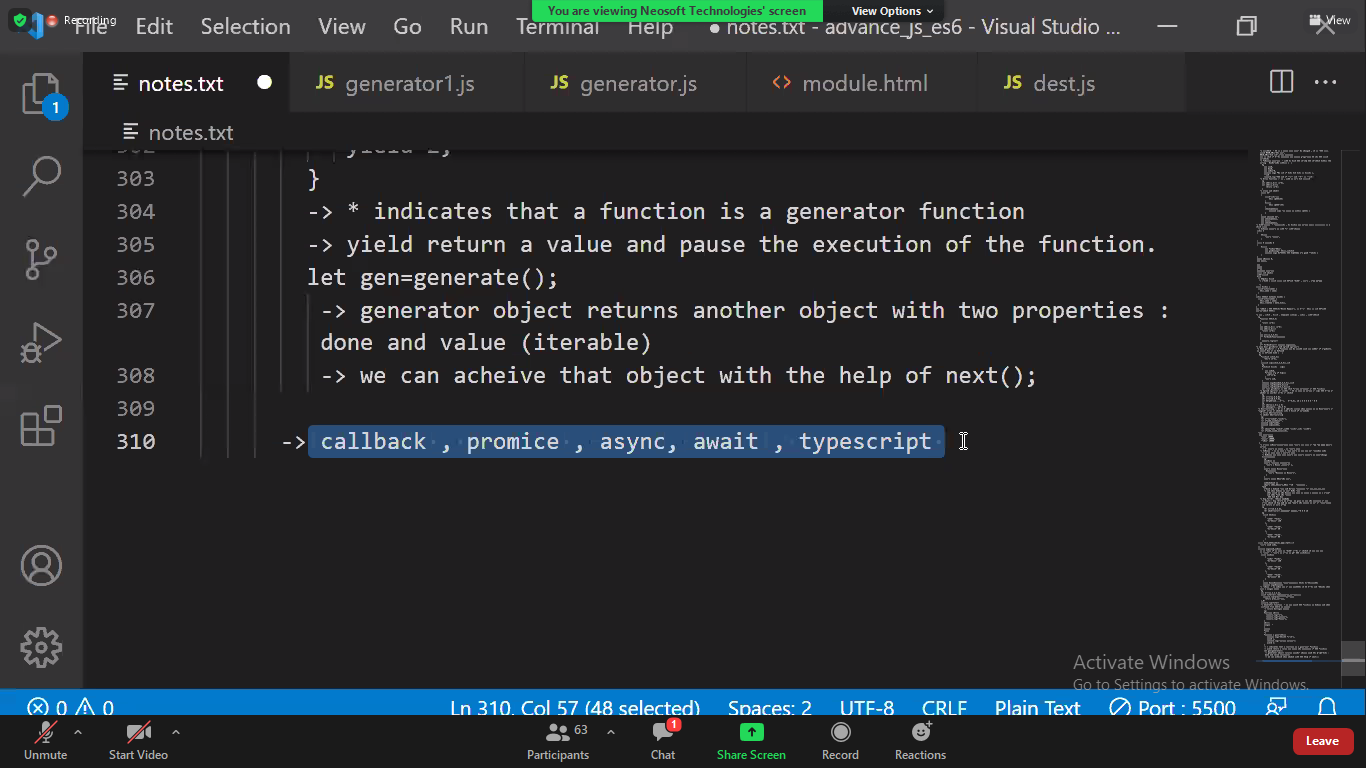 Recording
You are viewing Neosoft Technologies' screen
View Options
View
File Edit Selection View Go Run Terminal Help ● notes.txt - advance_js_es6 - Visual Studio ...
notes.txt
JS generator1.js
JS generator.js
<> module.html
JS dest.js
1
notes.txt
302 yield 2;
303 }
304 -> * indicates that a function is a generator function
305 -> yield return a value and pause the execution of the function.
306 let gen=generate();
307 -> generator object returns another object with two properties :
done and value (iterable)
308 -> we can acheive that object with the help of next();
309
310 -> callback , promice , async, await , typescript
Activate Windows
Go to Settings to activate Windows.
0 0 Ln 310, Col 57 (48 selected) Spaces: 2 UTF-8 CRLF Plain Text Port : 5500
63 1
Unmute Start Video Participants Chat Share Screen Record Reactions Leave